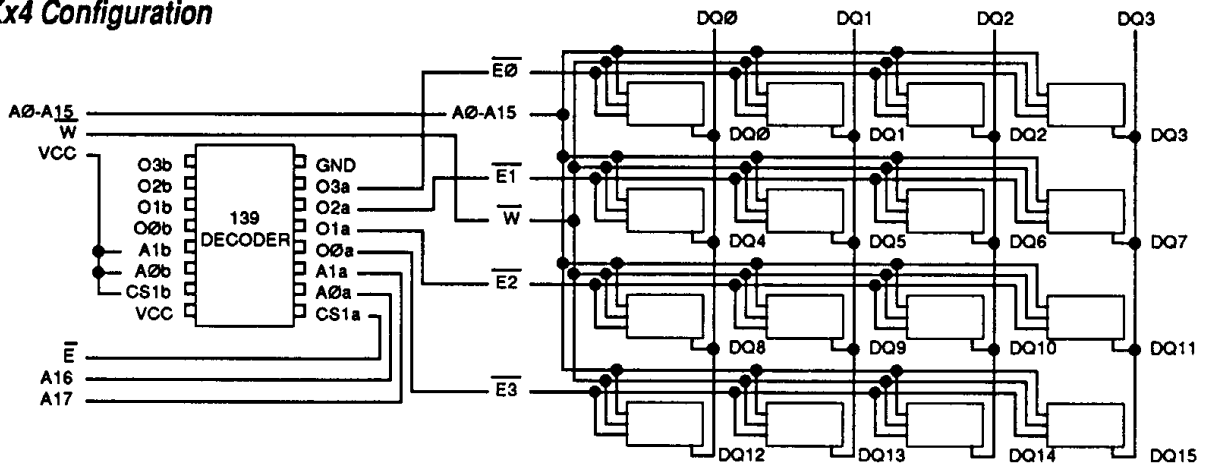 x4 Configuration
DQØ DQ1 DQ2 DQ3
EØ
AØ-A15 AØ-A15
W
VCC
O3b GND
O2b O3a E1
O1b 139 O2a W
OØb DECODER O1a
A1b OØa
AØb A1a E2
CS1b AØa
VCC CS1a
E
A16 E3
A17
DQØ DQ1 DQ2 DQ3
DQ4 DQ5 DQ6 DQ7
DQ8 DQ9 DQ10 DQ11
DQ12 DQ13 DQ14 DQ15